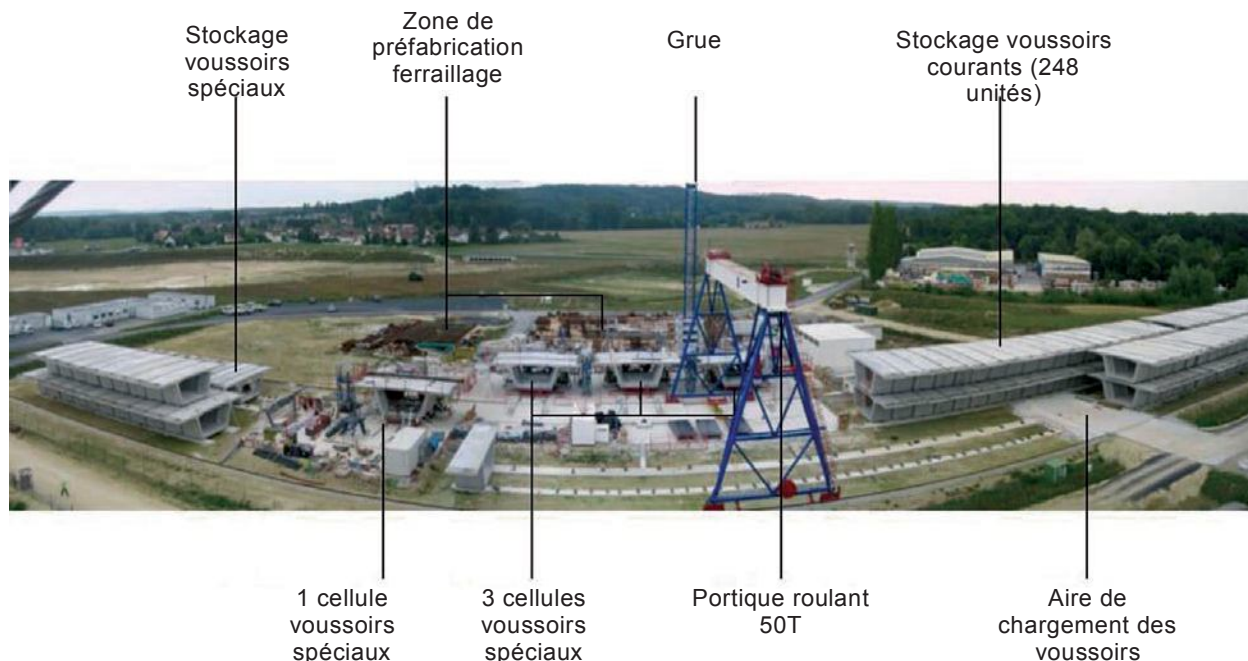 Stockage
voussoirs
spéciaux
Zone de
préfabrication
ferraillage
Grue
Stockage voussoirs
courants (248
unités)
1 cellule
voussoirs
spéciaux
3 cellules
voussoirs
spéciaux
Portique roulant
50T
Aire de
chargement des
voussoirs